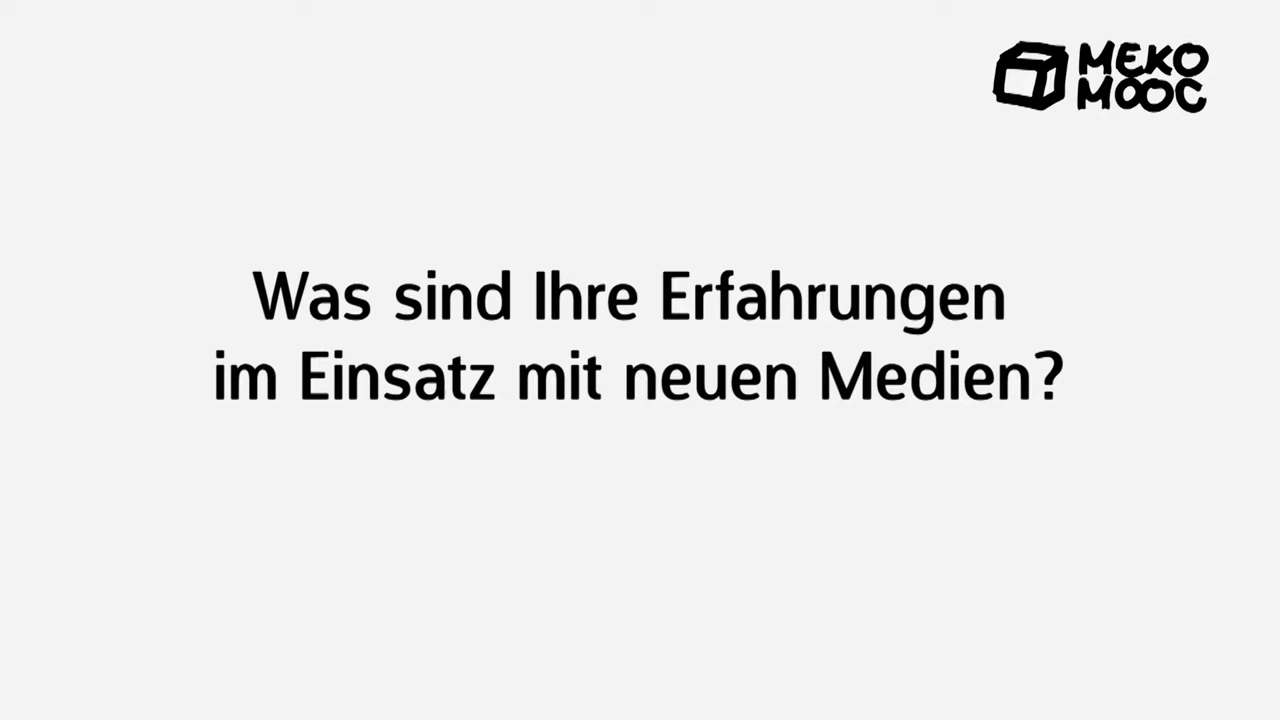 MEKO
MOOC
Was sind Ihre Erfahrungen
im Einsatz mit neuen Medien?